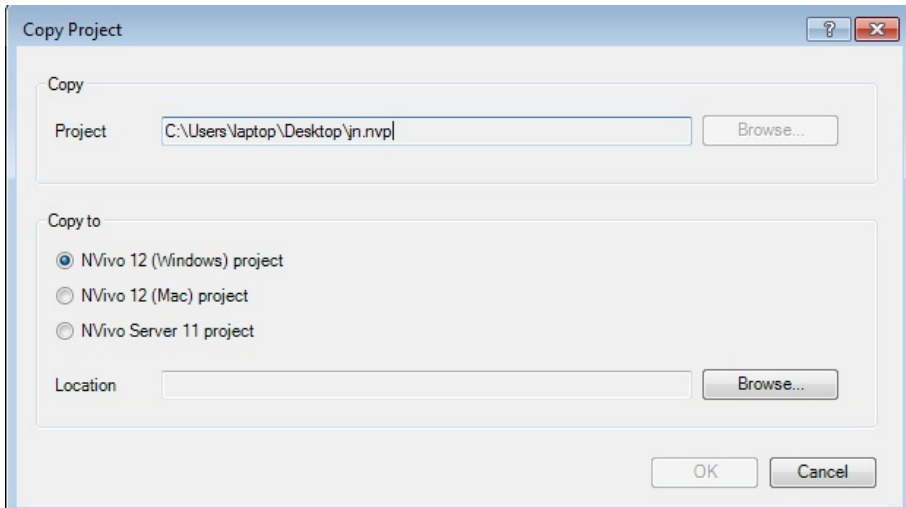 Copy Project
Copy
Project C:\Users\laptop\Desktop\jn.nvp Browse...
Copy to
NVivo 12 (Windows) project
NVivo 12 (Mac) project
NVivo Server 11 project
Location Browse...
OK Cancel